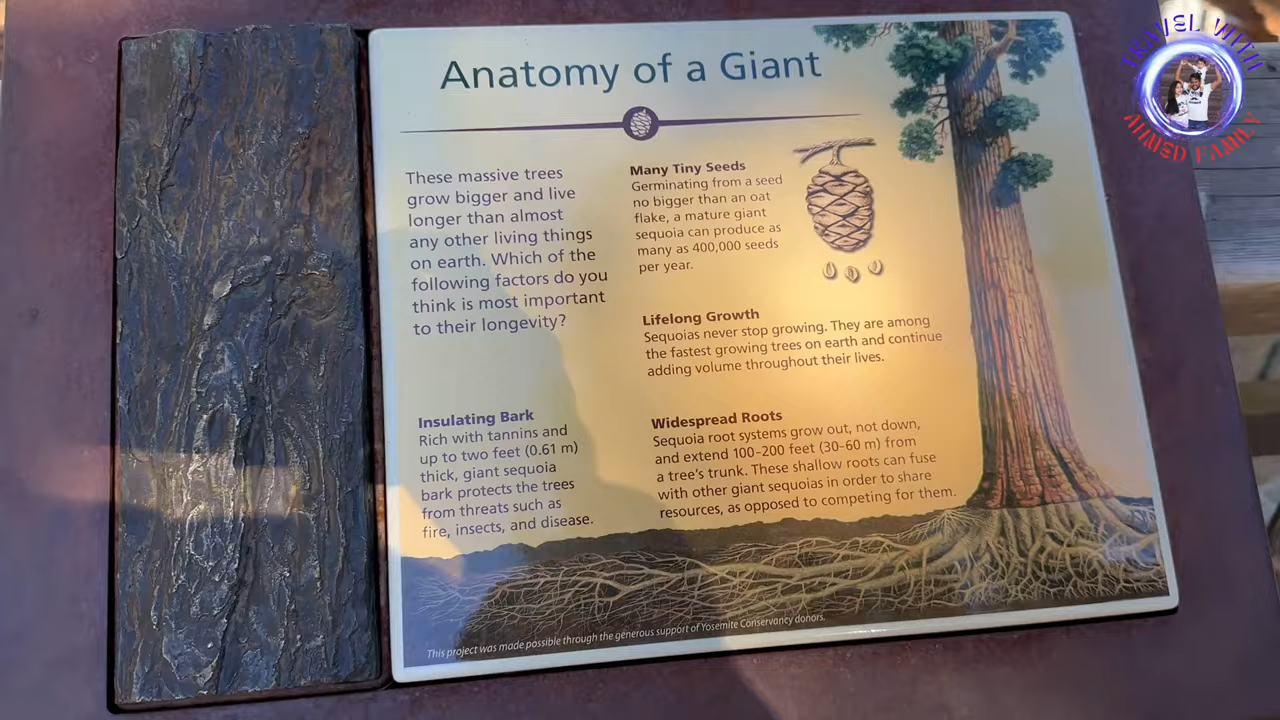 Anatomy of a Giant
These massive trees
grow bigger and live
longer than almost
any other living things
on earth. Which of the
following factors do you
think is most important
to their longevity?
Many Tiny Seeds
Germinating from a seed
no bigger than an oat
flake, a mature giant
sequoia can produce as
many as 400,000 seeds
per year.
Lifelong Growth
Sequoias never stop growing. They are among
the fastest growing trees on earth and continue
adding volume throughout their lives.
Insulating Bark
Rich with tannins and
up to two feet (0.61 m)
thick, giant sequoia
bark protects the trees
from threats such as
fire, insects, and disease.
Widespread Roots
Sequoia root systems grow out, not down,
and extend 100-200 feet (30-60 m) from
a tree's trunk. These shallow roots can fuse
with other giant sequoias in order to share
resources, as opposed to competing for them.
This project was made possible through the generous support of Yosemite Conservancy donors.
TRAVEL WITH
AHMED FAMILY